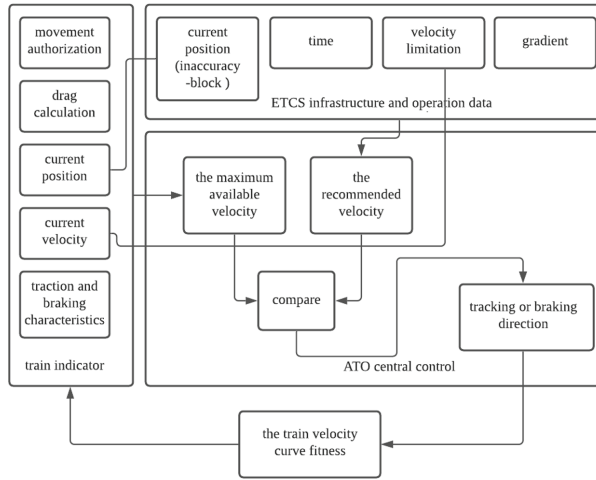 movement
authorization
drag
calculation
current
position
current
velocity
traction and
braking
characteristics
train indicator
current
position
(inaccuracy
-block )
time
velocity
limitation
gradient
ETCS infrastructure and operation data
the maximum
available
velocity
the
recommended
velocity
compare
tracking or braking
direction
ATO central control
the train velocity
curve fitness